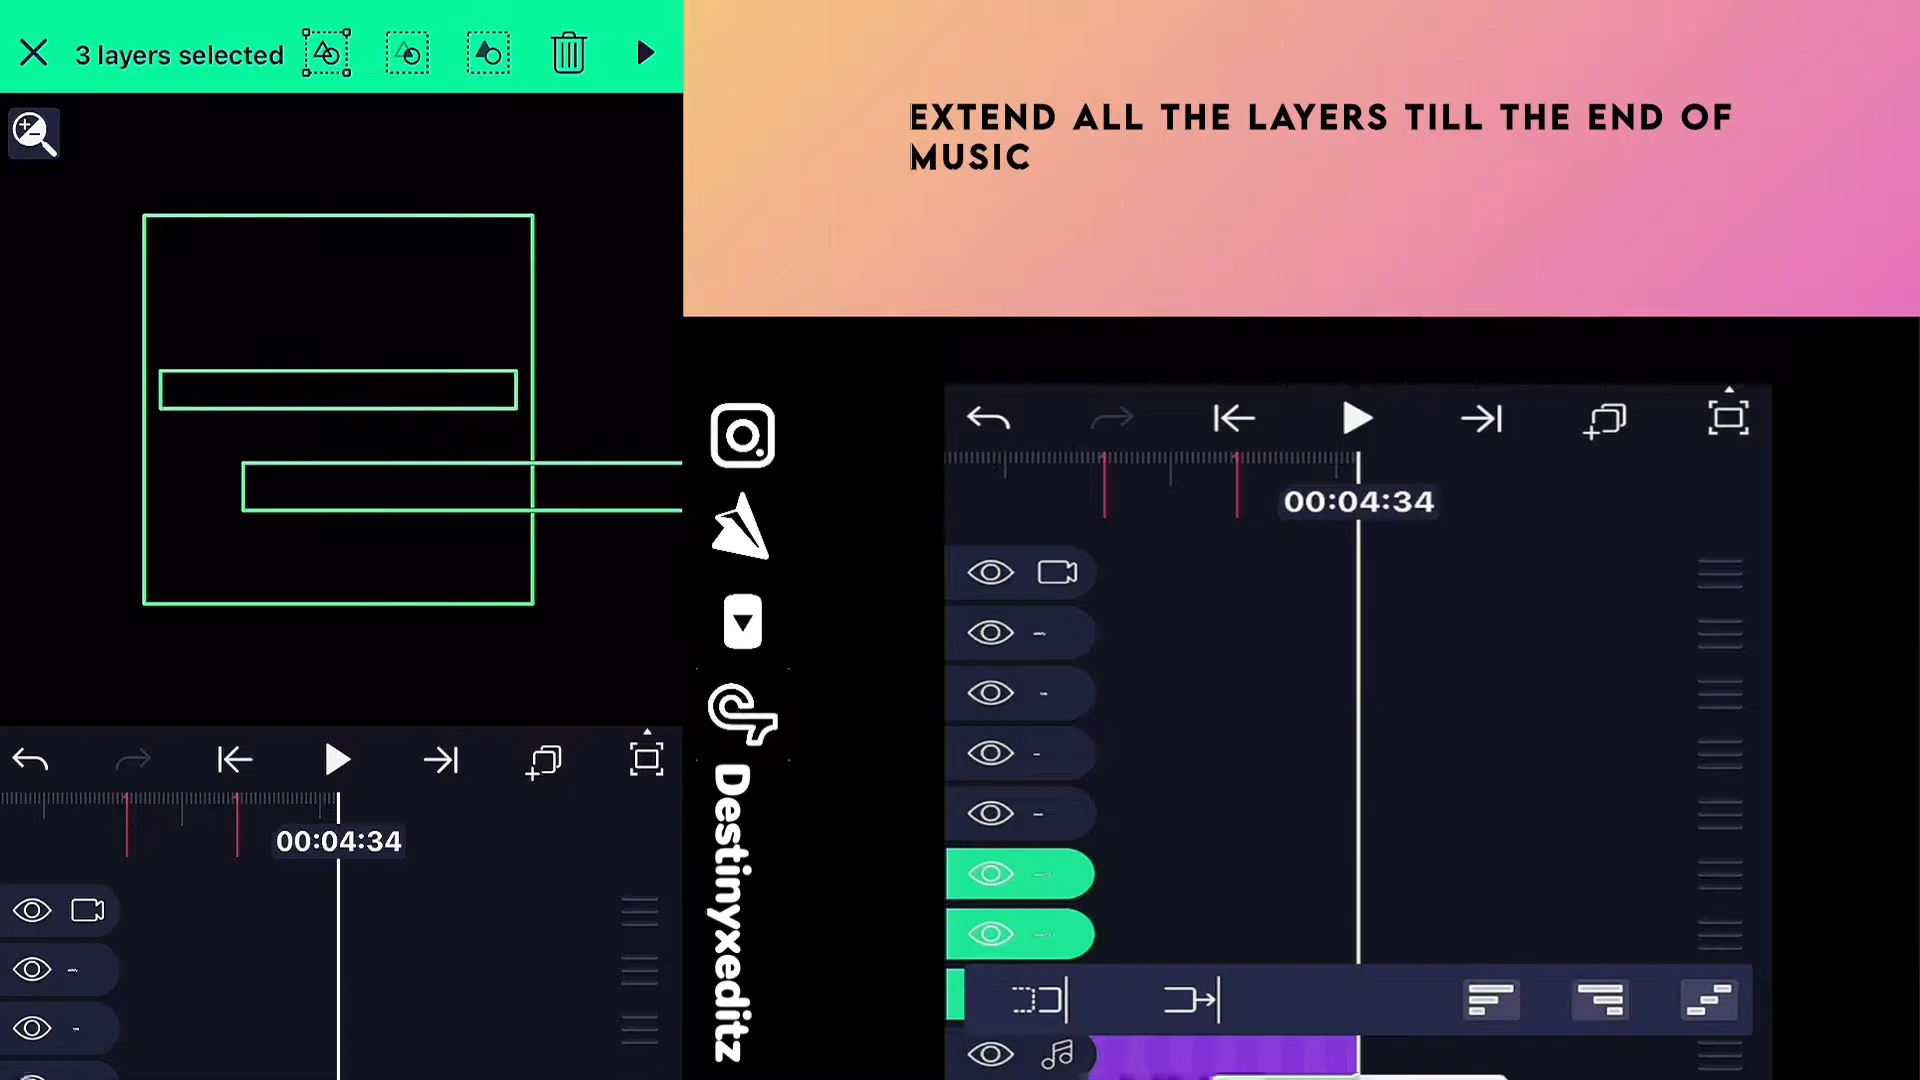 3 layers selected
EXTEND ALL THE LAYERS TILL THE END OF
MUSIC
00:04:34
00:04:34
Destinyxeditz